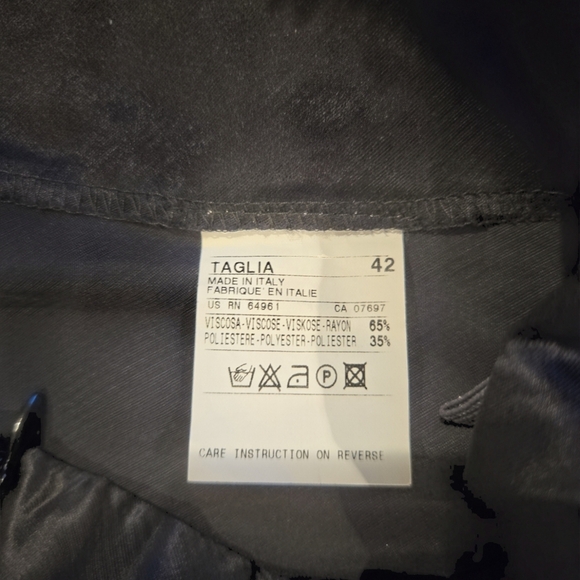 TAGLIA 42
MADE IN ITALY
FABRIQUE' EN ITALIE
US RN 64961 CA 07697
VISCOSA-VISCOSE-VISKOSE-RAYON 65%
POLIESTERE-POLYESTER-POLIESTER 35%
P
CARE INSTRUCTION ON REVERSE